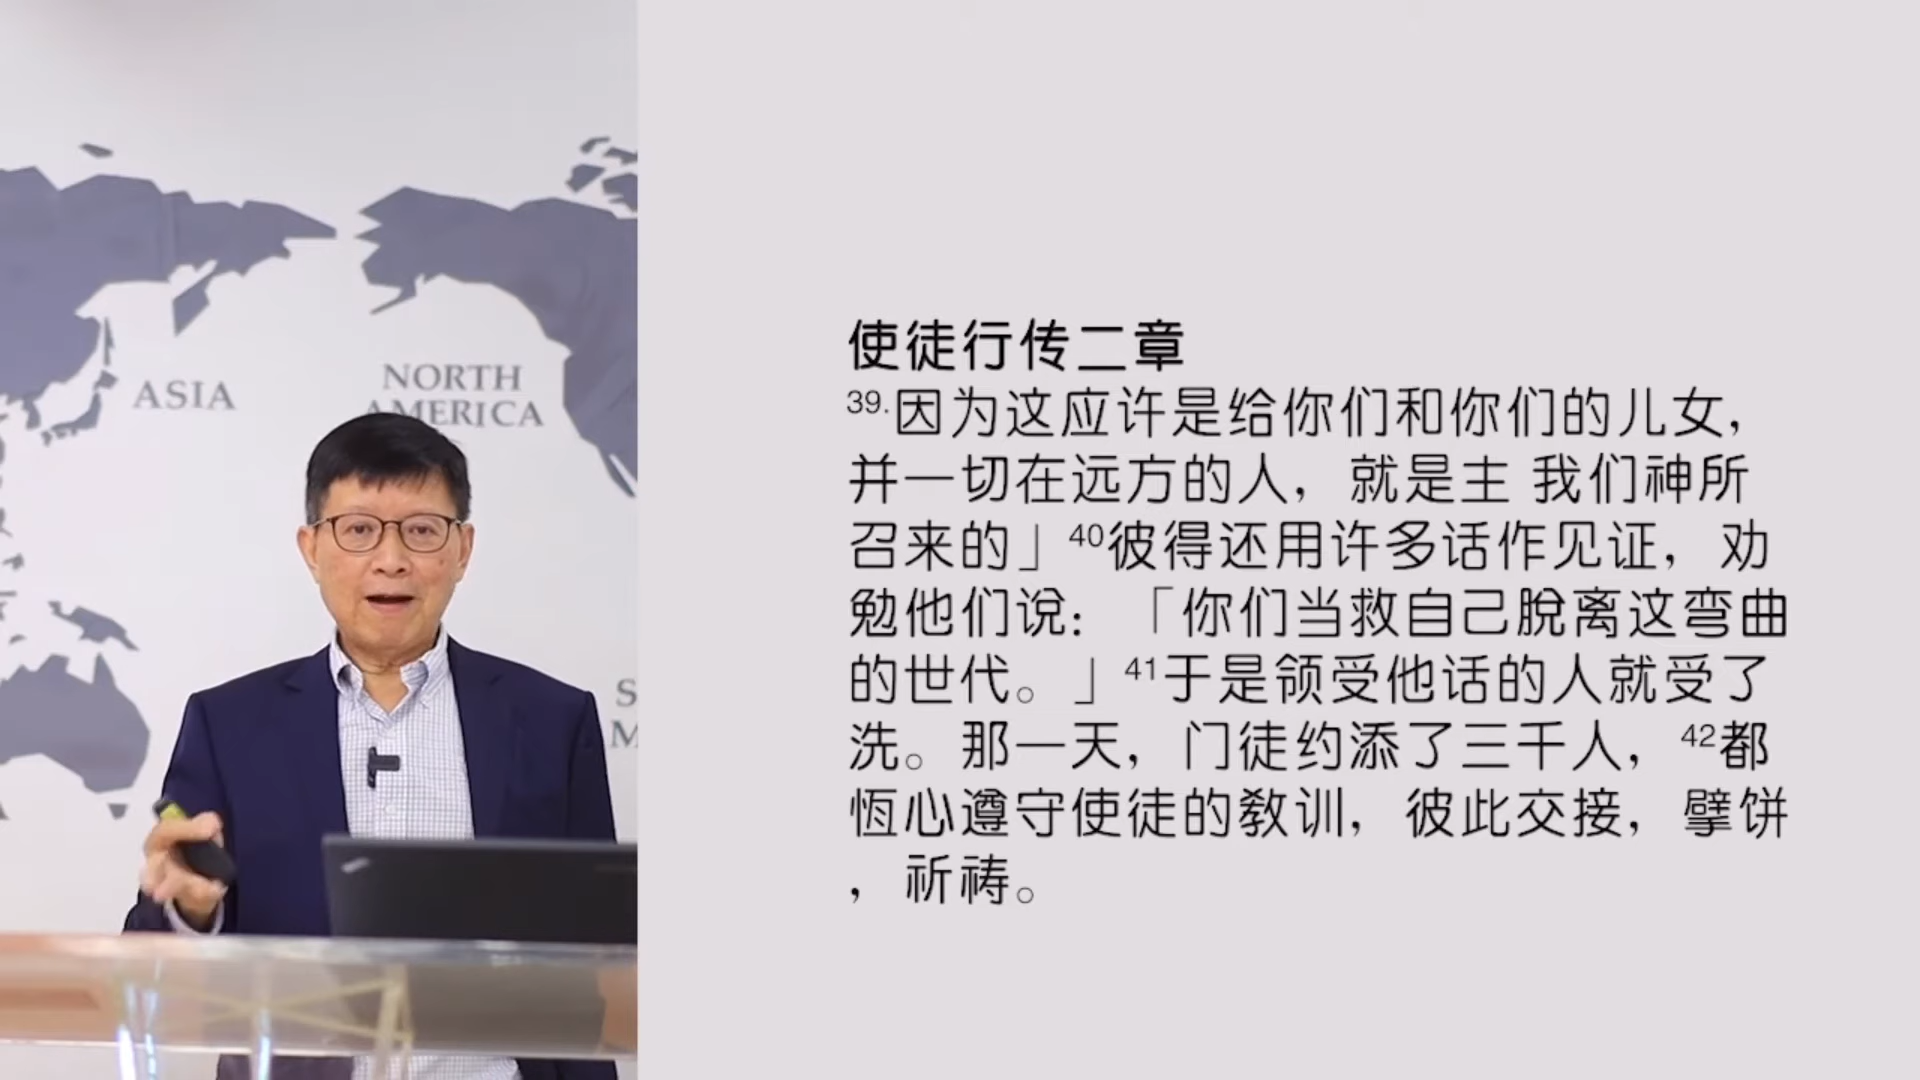 ASIA
NORTH
AMERICA
S
M
使徒行传二章
39.因为这应许是给你们和你们的儿女，
并一切在远方的人，就是主 我们神所
召来的」40彼得还用许多话作见证，劝
勉他们说：「你们当救自己脫离这弯曲
的世代。」41于是领受他话的人就受了
洗。那一天，门徒约添了三千人，42都
恆心遵守使徒的教训，彼此交接，擘饼
，祈祷。